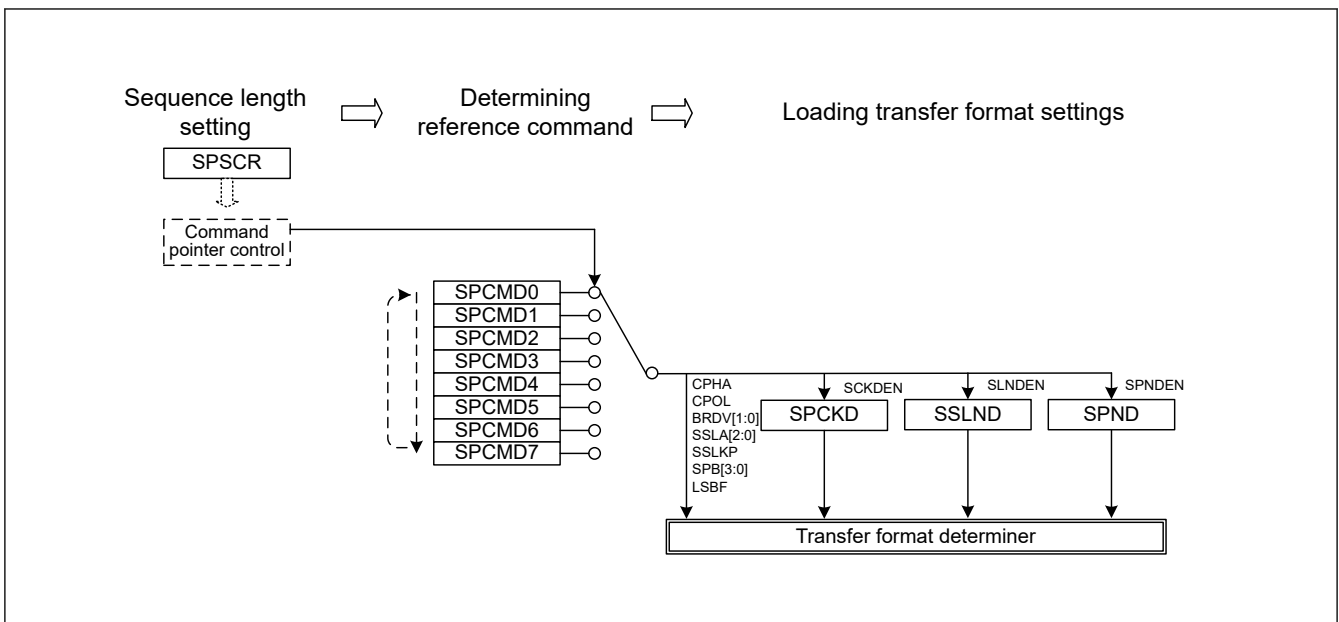 Sequence length
setting
Determining
reference command
Loading transfer format settings
SPSCR
Command
pointer control
SPCMD0
SPCMD1
SPCMD2
SPCMD3
SPCMD4
SPCMD5
SPCMD6
SPCMD7
CPHA
CPOL
BRDV[1:0]
SSLA[2:0]
SSLKP
SPB[3:0]
LSBF
SCKDEN
SPCKD
SLNDEN
SSLND
SPNDEN
SPND
Transfer format determiner